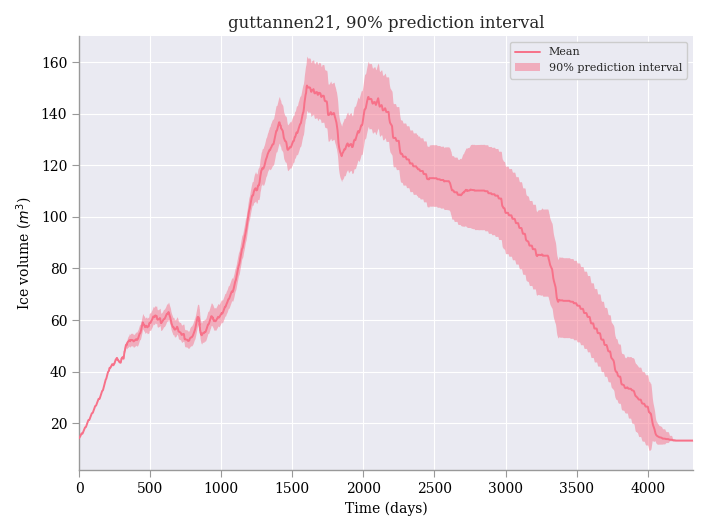 guttannen21, 90% prediction interval
Mean
90% prediction interval
Ice volume (m³)
160
140
120
100
80
60
40
20
0 500 1000 1500 2000 2500 3000 3500 4000
Time (days)